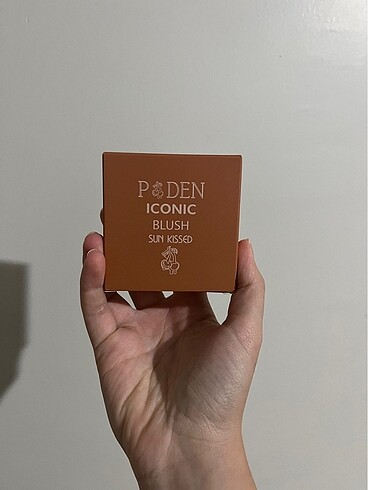 P DEN
ICONIC
BLUSH
SUN KISSED